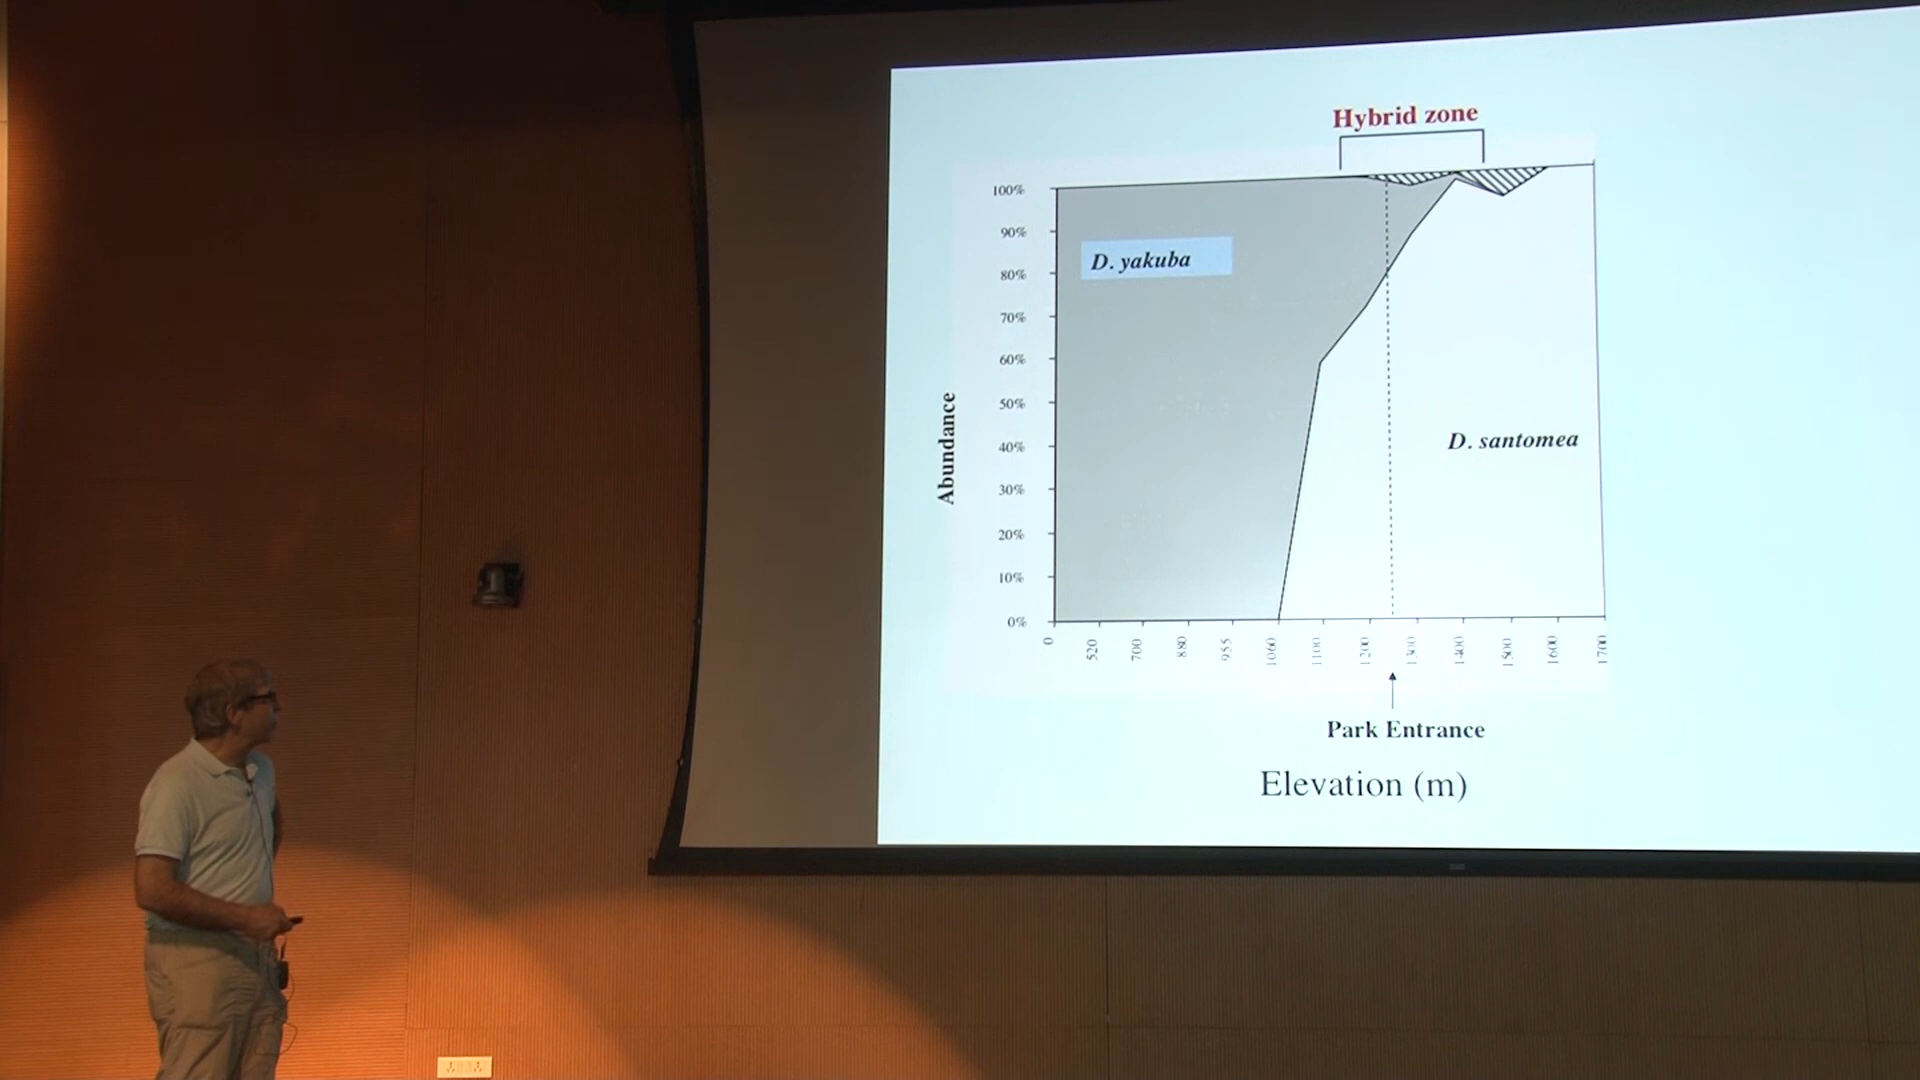 Hybrid zone
100%
90%
80%
70%
60%
50%
40%
30%
20%
10%
0%
Abundance
D. yakuba
D. santomea
0 520 700 880 955 1060 1100 1200 1300 1400 1500 1600 1700
Park Entrance
Elevation (m)